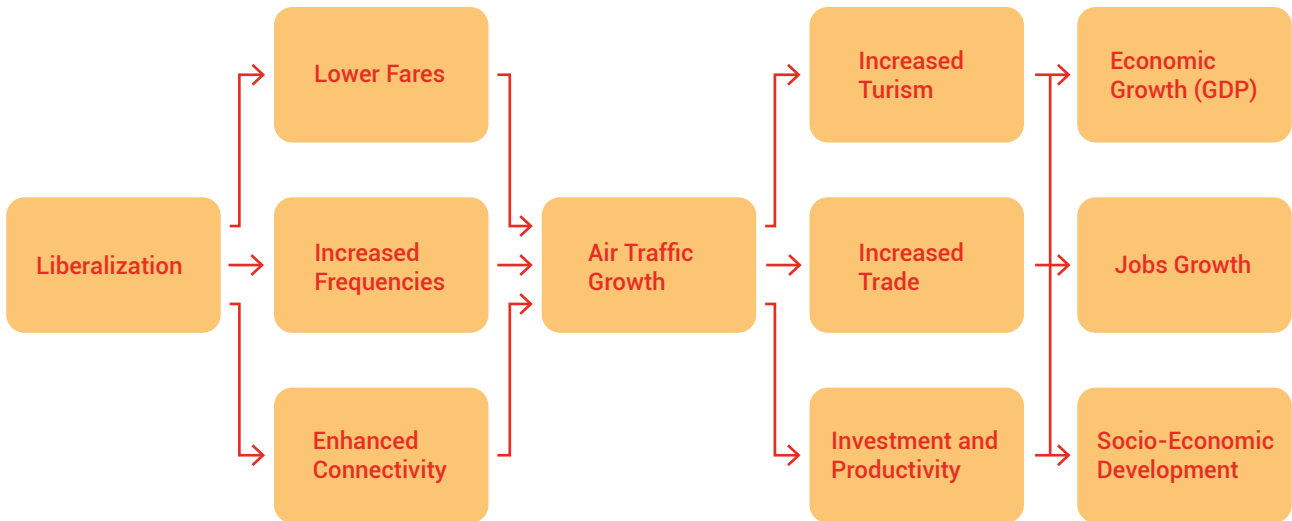 Lower Fares
Increased
Turism
Economic
Growth (GDP)
Liberalization
Increased
Frequencies
Air Traffic
Growth
Increased
Trade
Jobs Growth
Enhanced
Connectivity
Investment and
Productivity
Socio-Economic
Development